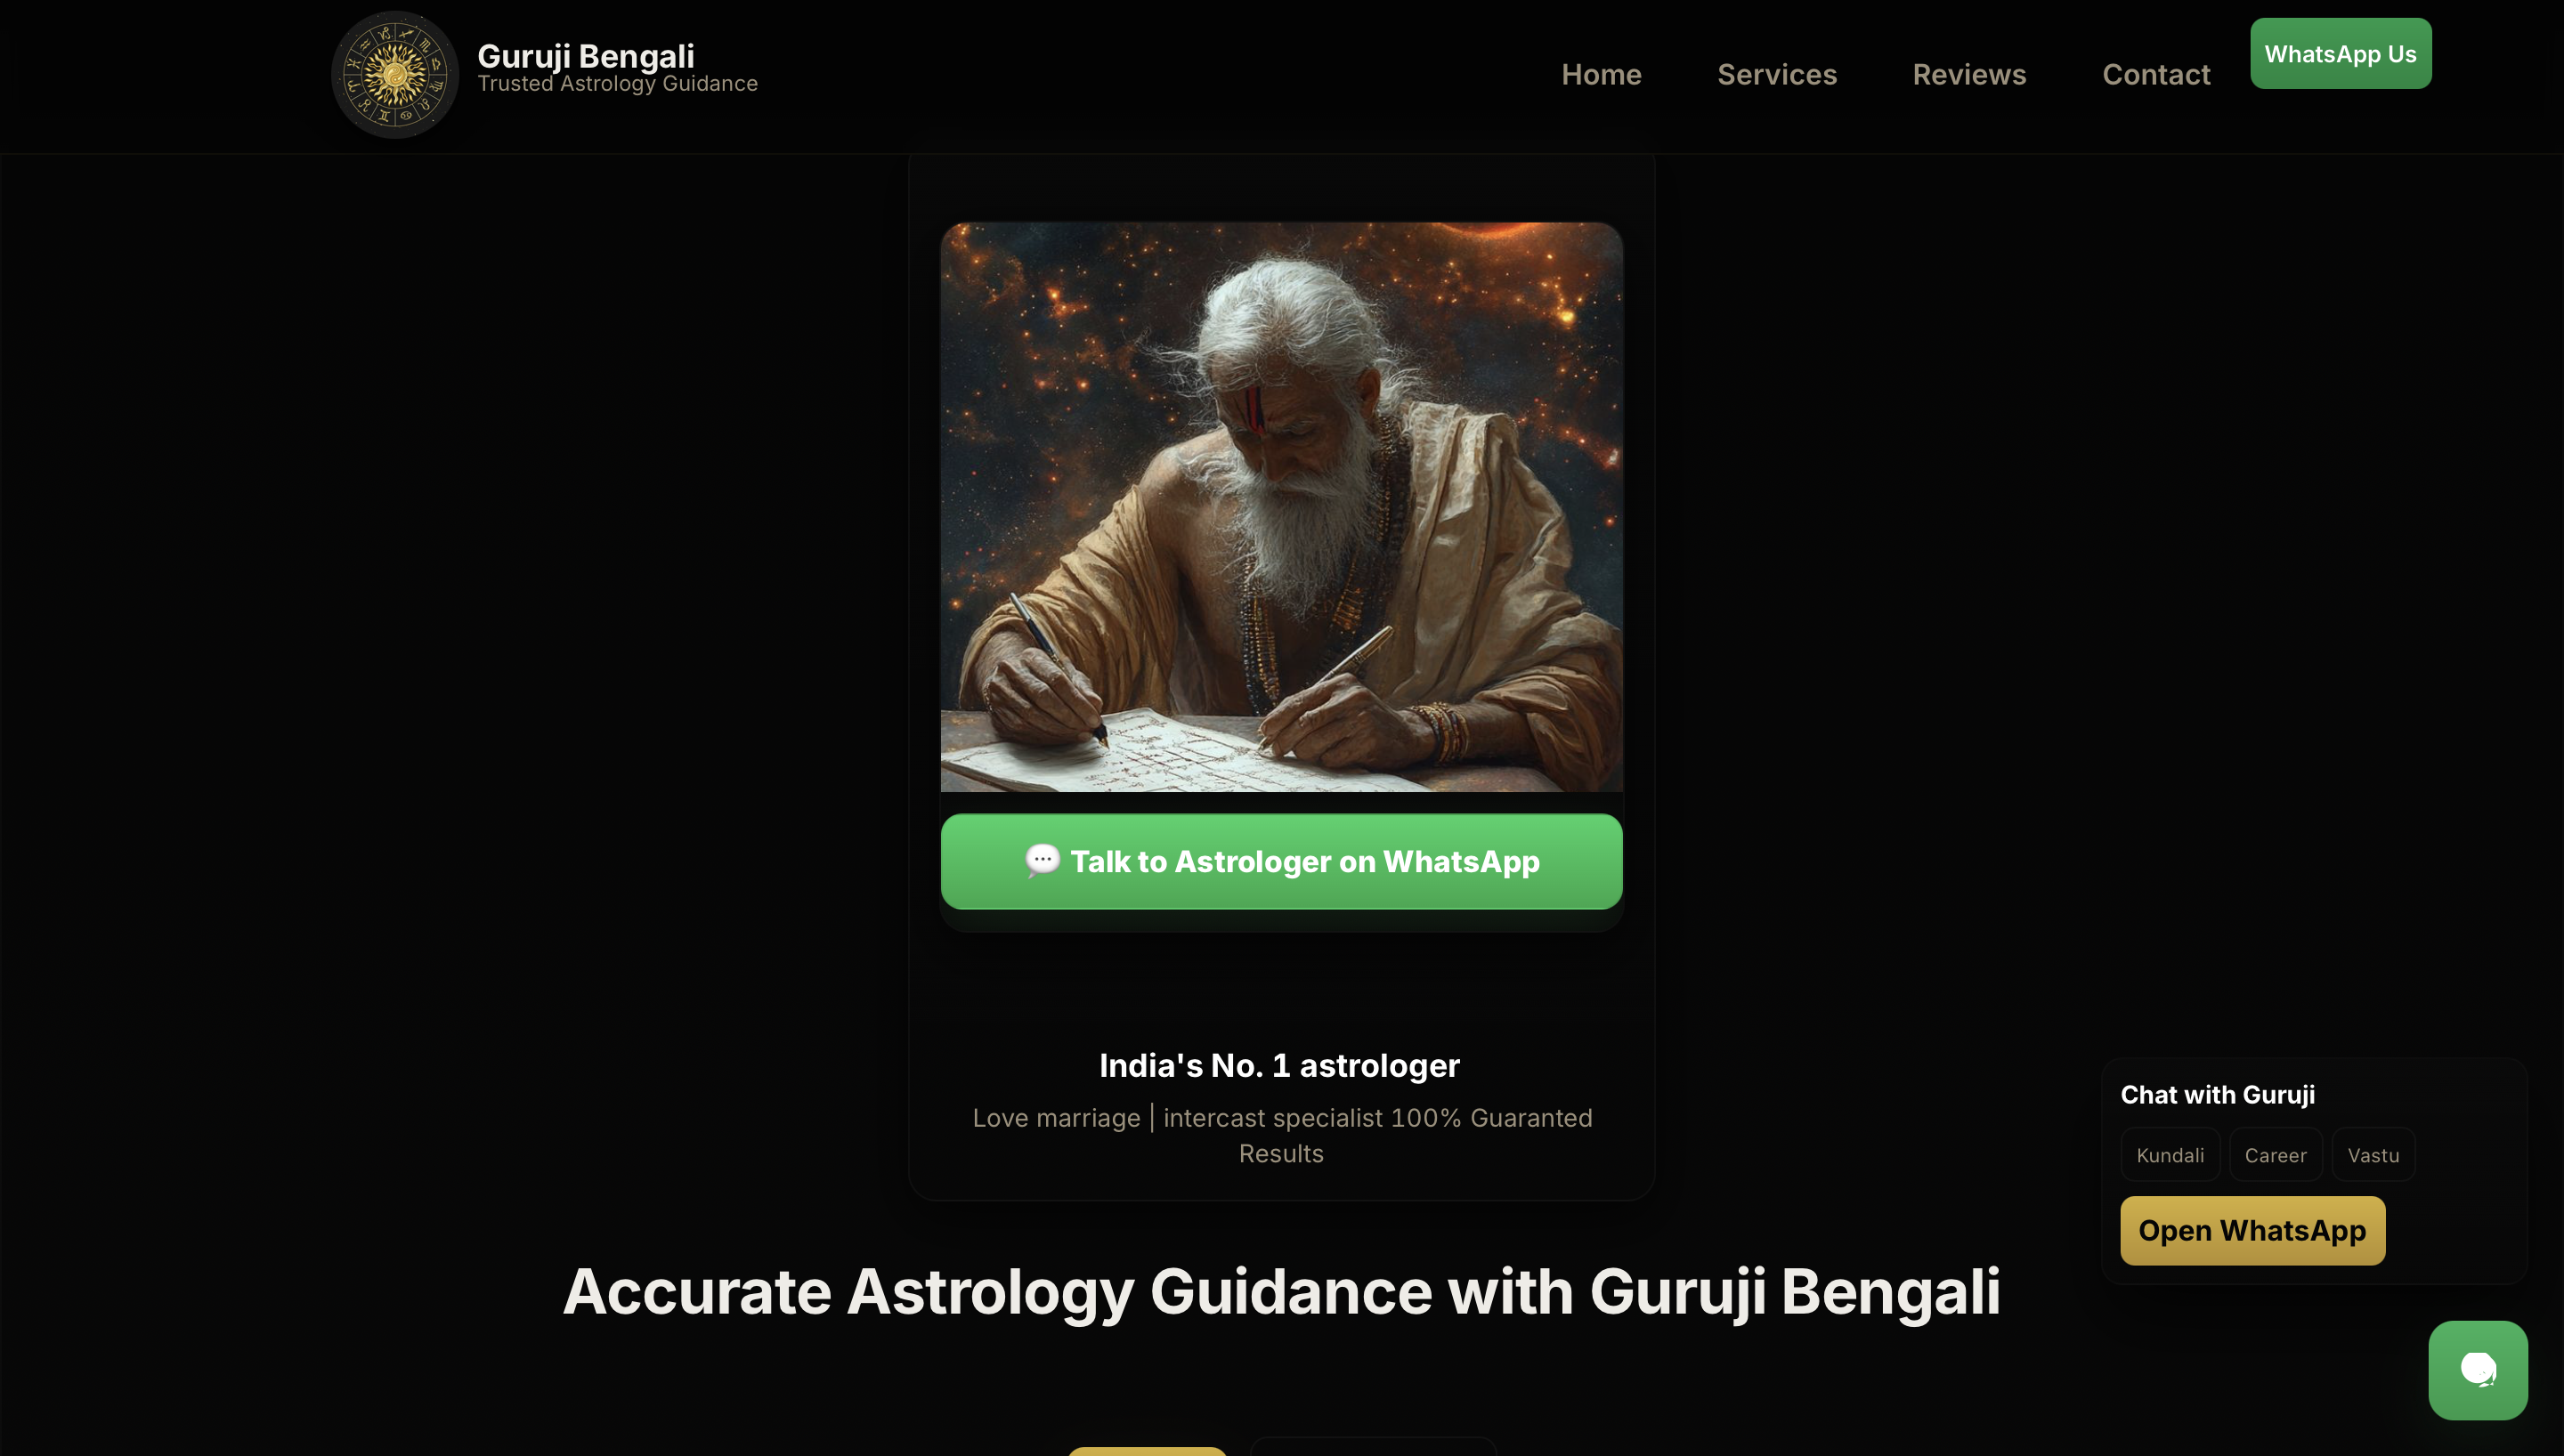 Guruji Bengali
Trusted Astrology Guidance
Home
Services
Reviews
Contact
WhatsApp Us
💬 Talk to Astrologer on WhatsApp
India's No. 1 astrologer
Love marriage | intercast specialist 100% Guaranted
Results
Chat with Guruji
Kundali
Career
Vastu
Open WhatsApp
Accurate Astrology Guidance with Guruji Bengali